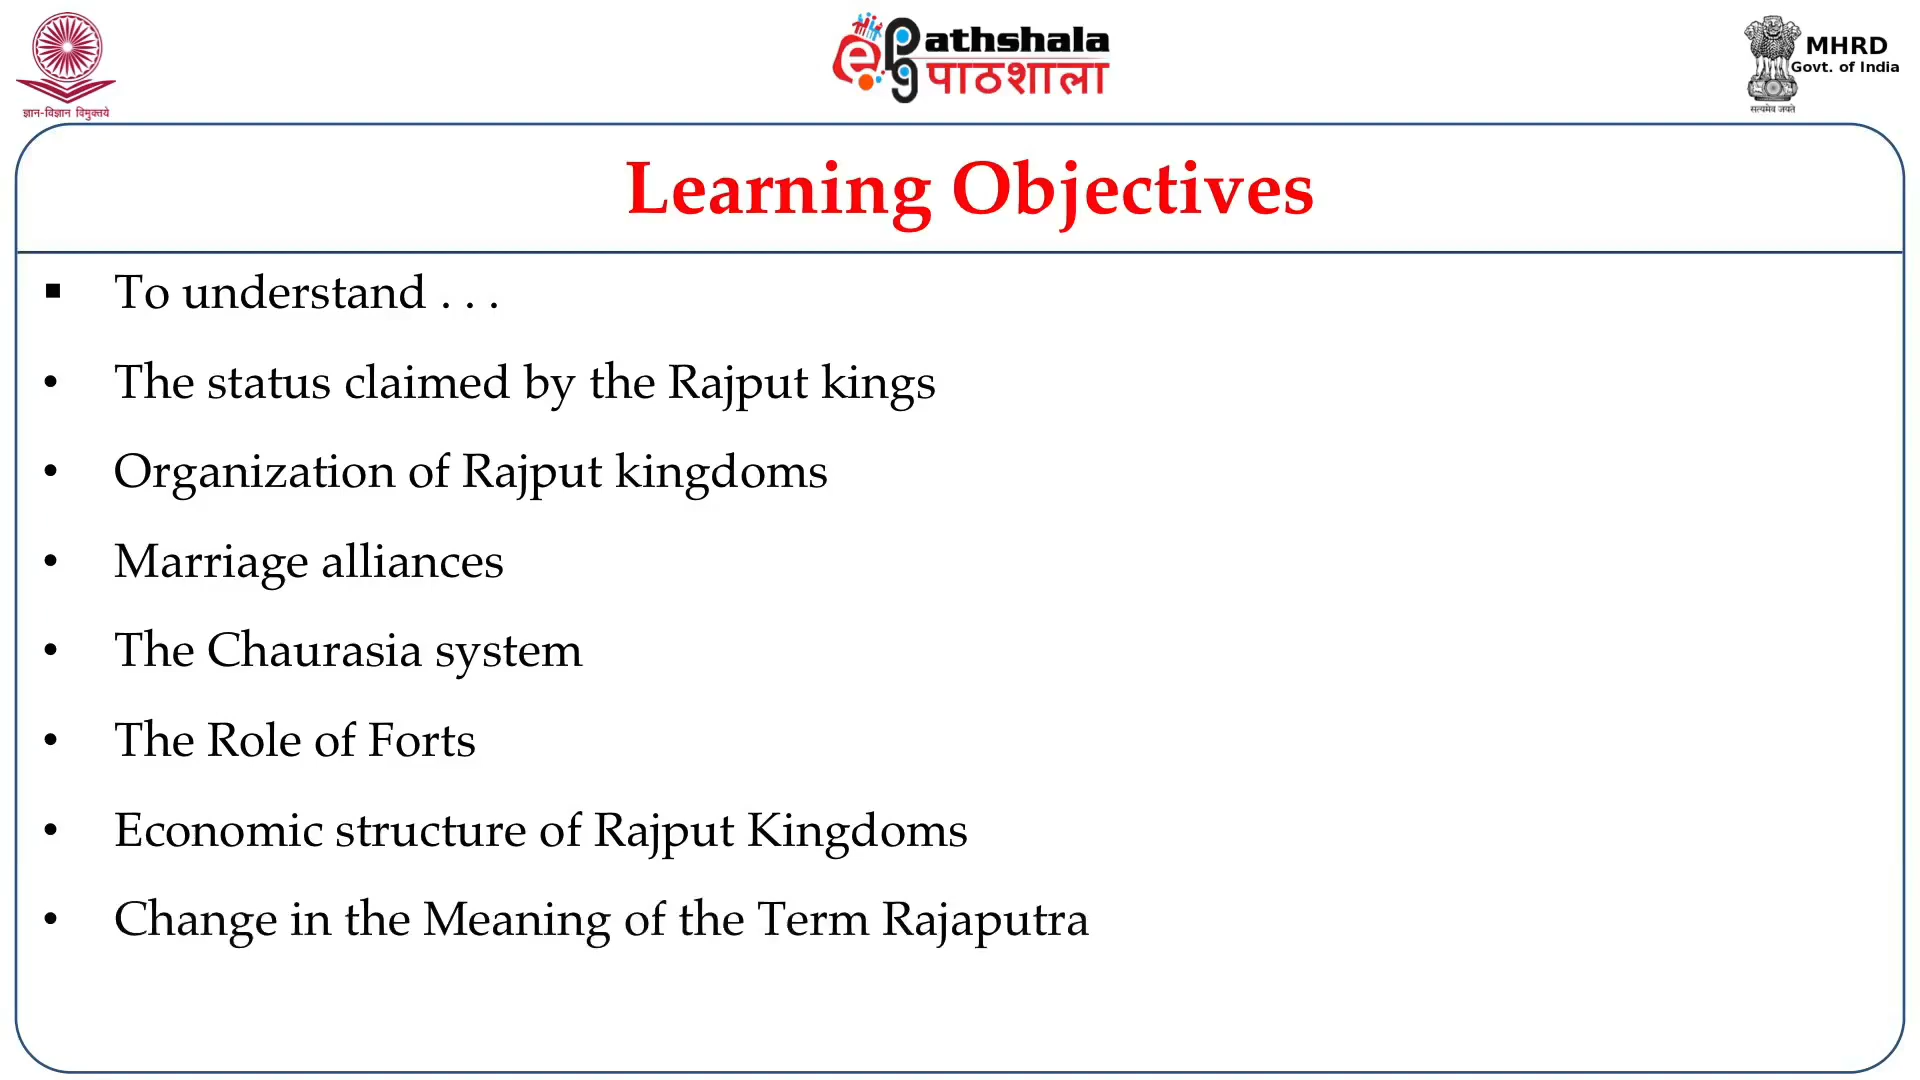 ज्ञान-विज्ञान विमुक्तये
e
pg
Pathshala
पाठशाला
MHRD
Govt. of India
सत्यमेव जयते
Learning Objectives
▪ To understand . . .
• The status claimed by the Rajput kings
• Organization of Rajput kingdoms
• Marriage alliances
• The Chaurasia system
• The Role of Forts
• Economic structure of Rajput Kingdoms
• Change in the Meaning of the Term Rajaputra